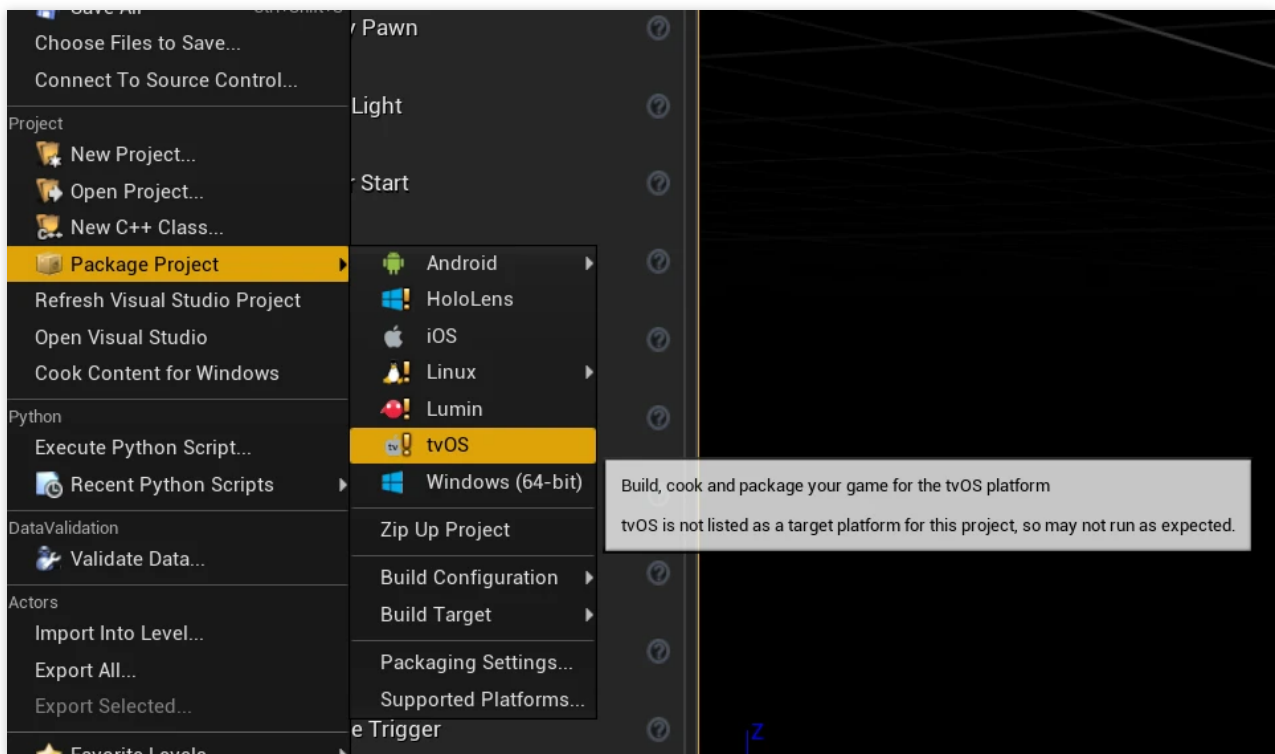 Choose Files to Save...
Connect To Source Control...
Project
New Project...
Open Project...
New C++ Class...
Package Project
Refresh Visual Studio Project
Open Visual Studio
Cook Content for Windows
Python
Execute Python Script...
Recent Python Scripts
DataValidation
Validate Data...
Actors
Import Into Level...
Export All...
Export Selected...
Favorite Levels
Pawn
Light
Start
Android
HoloLens
iOS
Linux
Lumin
tvOS
Windows (64-bit)
Zip Up Project
Build Configuration
Build Target
Packaging Settings...
Supported Platforms...
Trigger
Build, cook and package your game for the tvOS platform
tvOS is not listed as a target platform for this project, so may not run as expected.
Z